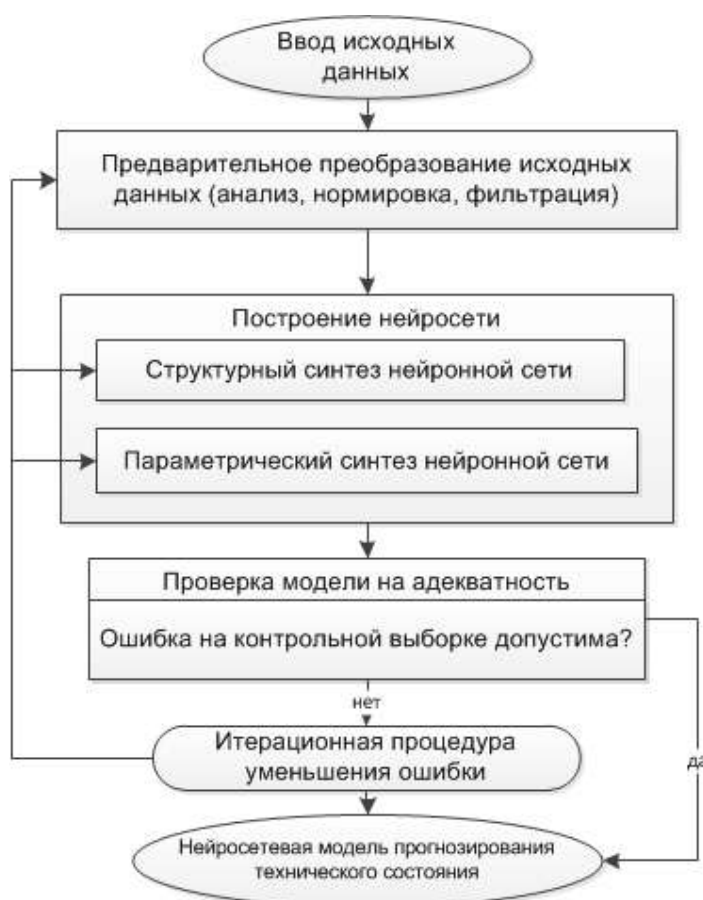 Ввод исходных
данных
Предварительное преобразование исходных
данных (анализ, нормировка, фильтрация)
Построение нейросети
Структурный синтез нейронной сети
Параметрический синтез нейронной сети
Проверка модели на адекватность
Ошибка на контрольной выборке допустима?
нет
Итерационная процедура
уменьшения ошибки
да
Нейросетевая модель прогнозирования
технического состояния